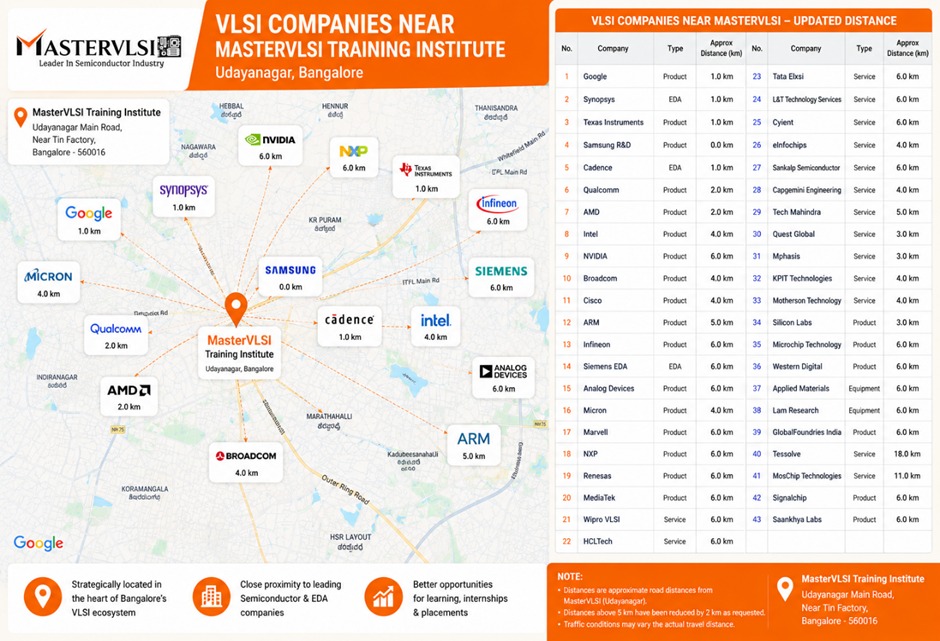 MASTERVLSI
Leader In Semiconductor Industry
VLSI COMPANIES NEAR
MASTERVLSI TRAINING INSTITUTE
Udayanagar, Bangalore
MasterVLSI Training Institute
Udayanagar Main Road,
Near Tin Factory,
Bangalore - 560016
HEBBAL
ಹೆಬ್ಬಾಳ
HENNUR
THANISANDRA
NAGAWARA
Whitefield Main Rd
ITPL Main Rd
NVIDIA
6.0 km
NXP
6.0 km
TEXAS INSTRUMENTS
1.0 km
SYNOPSYS
1.0 km
Google
1.0 km
KR PURAM
infineon
6.0 km
MICRON
4.0 km
SAMSUNG
0.0 km
SIEMENS
6.0 km
ITFL Main Rd
Qualcomm
2.0 km
cādence
1.0 km
intel
4.0 km
MasterVLSI
Training Institute
Udayanagar, Bangalore
INDIRANAGAR
AMD
2.0 km
ANALOG DEVICES
6.0 km
NH 75
MARATHAHALLI
ARM
5.0 km
BROADCOM
4.0 km
Kadubeesanahalli
KORAMANGALA
Outer Ring Road
HSR LAYOUT
Google
VLSI COMPANIES NEAR MASTERVLSI – UPDATED DISTANCE
No. Company Type Approx Distance (km) No. Company Type Approx Distance (km)
1 Google Product 1.0 km 23 Tata Elxsi Service 6.0 km
2 Synopsys EDA 1.0 km 24 L&T Technology Services Service 6.0 km
3 Texas Instruments Product 1.0 km 25 Cyient Service 6.0 km
4 Samsung R&D Product 0.0 km 26 eInfochips Service 4.0 km
5 Cadence EDA 1.0 km 27 Sankalp Semiconductor Service 6.0 km
6 Qualcomm Product 2.0 km 28 Capgemini Engineering Service 4.0 km
7 AMD Product 2.0 km 29 Tech Mahindra Service 5.0 km
8 Intel Product 4.0 km 30 Quest Global Service 3.0 km
9 NVIDIA Product 6.0 km 31 Mphasis Service 3.0 km
10 Broadcom Product 4.0 km 32 KPIT Technologies Service 4.0 km
11 Cisco Product 4.0 km 33 Motherson Technology Service 4.0 km
12 ARM Product 5.0 km 34 Silicon Labs Product 3.0 km
13 Infineon Product 6.0 km 35 Microchip Technology Product 6.0 km
14 Siemens EDA EDA 6.0 km 36 Western Digital Product 6.0 km
15 Analog Devices Product 6.0 km 37 Applied Materials Equipment 6.0 km
16 Micron Product 4.0 km 38 Lam Research Equipment 6.0 km
17 Marvell Product 6.0 km 39 GlobalFoundries India Product 6.0 km
18 NXP Product 6.0 km 40 Tessolve Service 18.0 km
19 Renesas Product 6.0 km 41 MosChip Technologies Service 11.0 km
20 MediaTek Product 6.0 km 42 Signalchip Product 6.0 km
21 Wipro VLSI Service 6.0 km 43 Saankhya Labs Product 6.0 km
22 HCLTech Service 6.0 km
Strategically located in
the heart of Bangalore's
VLSI ecosystem
Close proximity to leading
Semiconductor & EDA
companies
Better opportunities
for learning, internships
& placements
NOTE:
• Distances are approximate road distances from
MasterVLSI (Udayanagar).
• Distances above 5 km have been reduced by 2 km as requested.
• Traffic conditions may vary the actual travel distance.
MasterVLSI Training Institute
Udayanagar Main Road,
Near Tin Factory,
Bangalore - 560016